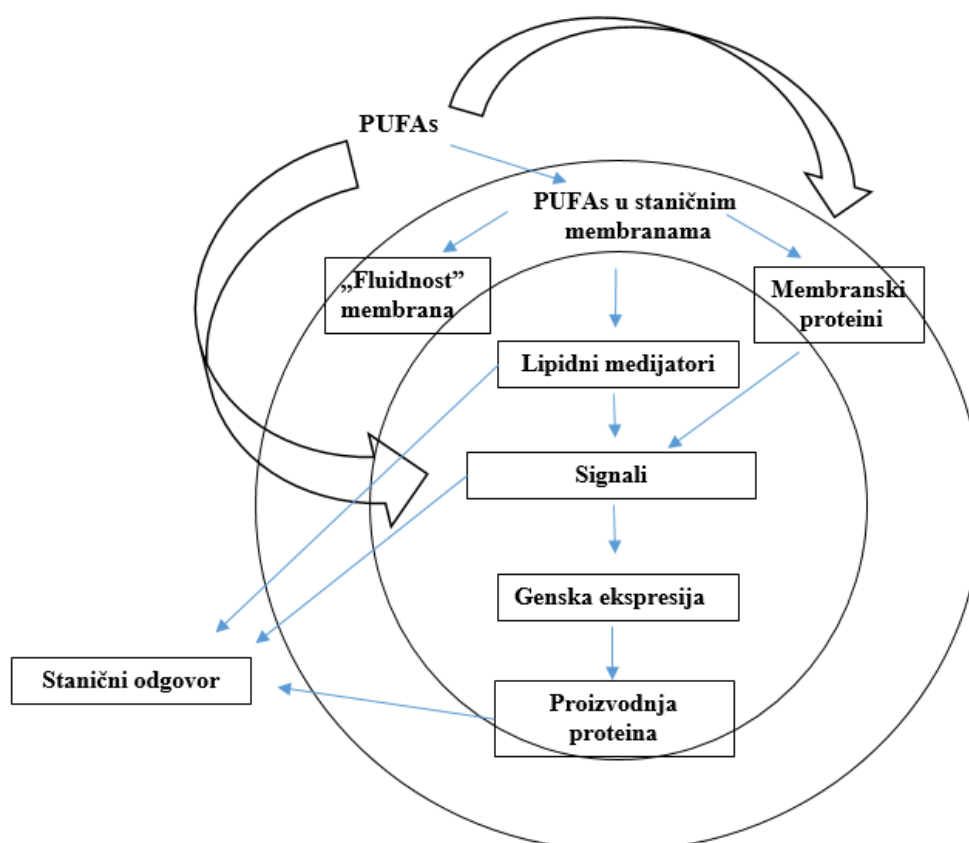 PUFAs
PUFAs u staničnim
membranama
„Fluidnost”
membrana
Membranski
proteini
Lipidni medijatori
Signali
Genska ekspresija
Stanični odgovor
Proizvodnja
proteina